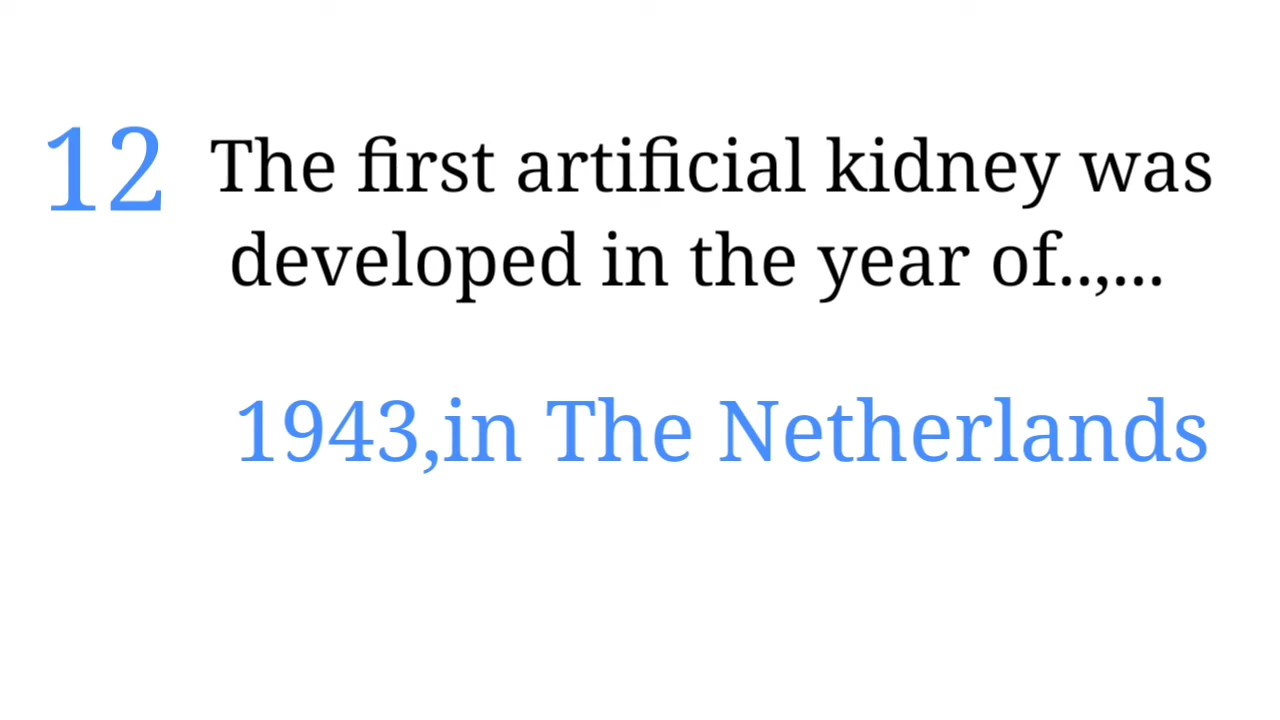 12 The first artificial kidney was
developed in the year of..,...
1943,in The Netherlands